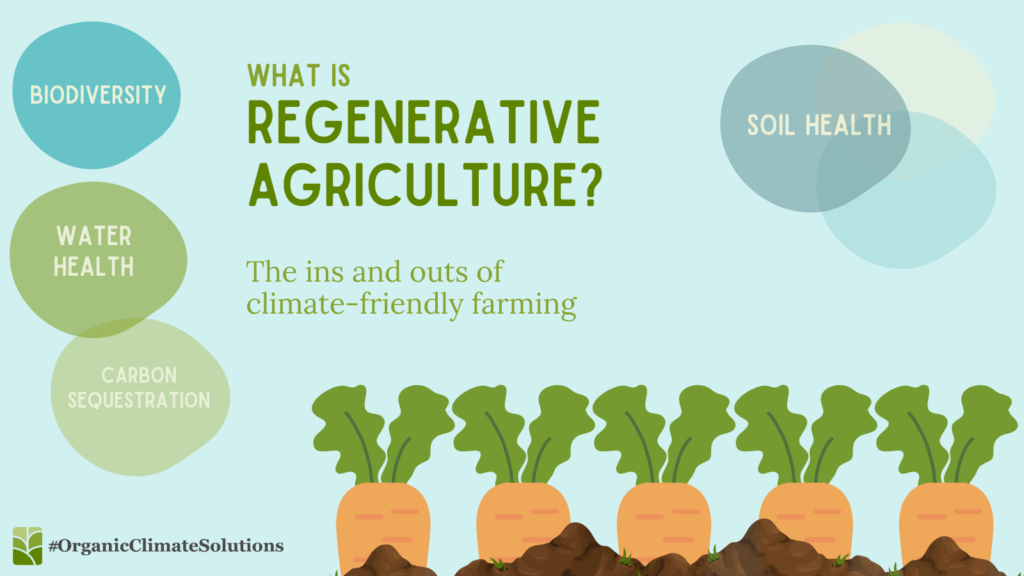 BIODIVERSITY
WATER
HEALTH
CARBON
SEQUESTRATION
WHAT IS
REGENERATIVE
AGRICULTURE?
The ins and outs of
climate-friendly farming
SOIL HEALTH
#OrganicClimateSolutions